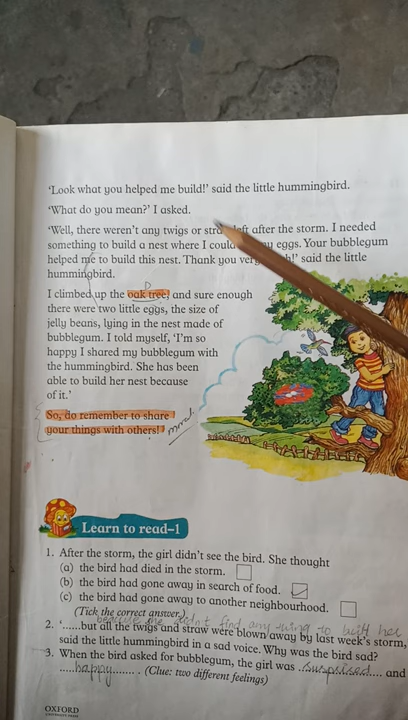 'Look what you helped me build!' said the little hummingbird.
'What do you mean?' I asked.
'Well, there weren't any twigs or left after the storm. I needed
something to build a nest where I eggs. Your bubblegum
helped me to build this nest. Thank you said the little
hummingbird.
I climbed up the oak tree, and sure enough
there were two little eggs, the size of
jelly beans, lying in the nest made of
bubblegum. I told myself, 'I'm so
happy I shared my bubblegum with
the hummingbird. She has been
able to build her nest because
of it.'
So, do remember to share
your things with others!
moral
Learn to read–1
1. After the storm, the girl didn't see the bird. She thought
(a) the bird had died in the storm.
(b) the bird had gone away in search of food.
(c) the bird had gone away to another neighbourhood.
(Tick the correct answer.)
because she didn't find any to
2. '......but all the twigs and straw were blown away by last week's storm,
said the little hummingbird in a sad voice. Why was the bird sad?
3. When the bird asked for bubblegum, the girl was surprised and
happy. (Clue: two different feelings)
OXFORD
UNIVERSITY PRESS